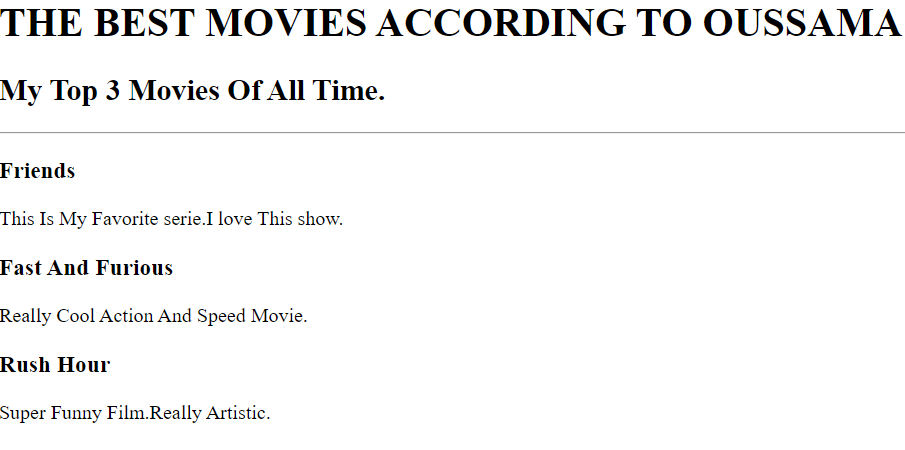 THE BEST MOVIES ACCORDING TO OUSSAMA
My Top 3 Movies Of All Time.
Friends
This Is My Favorite serie.I love This show.
Fast And Furious
Really Cool Action And Speed Movie.
Rush Hour
Super Funny Film.Really Artistic.